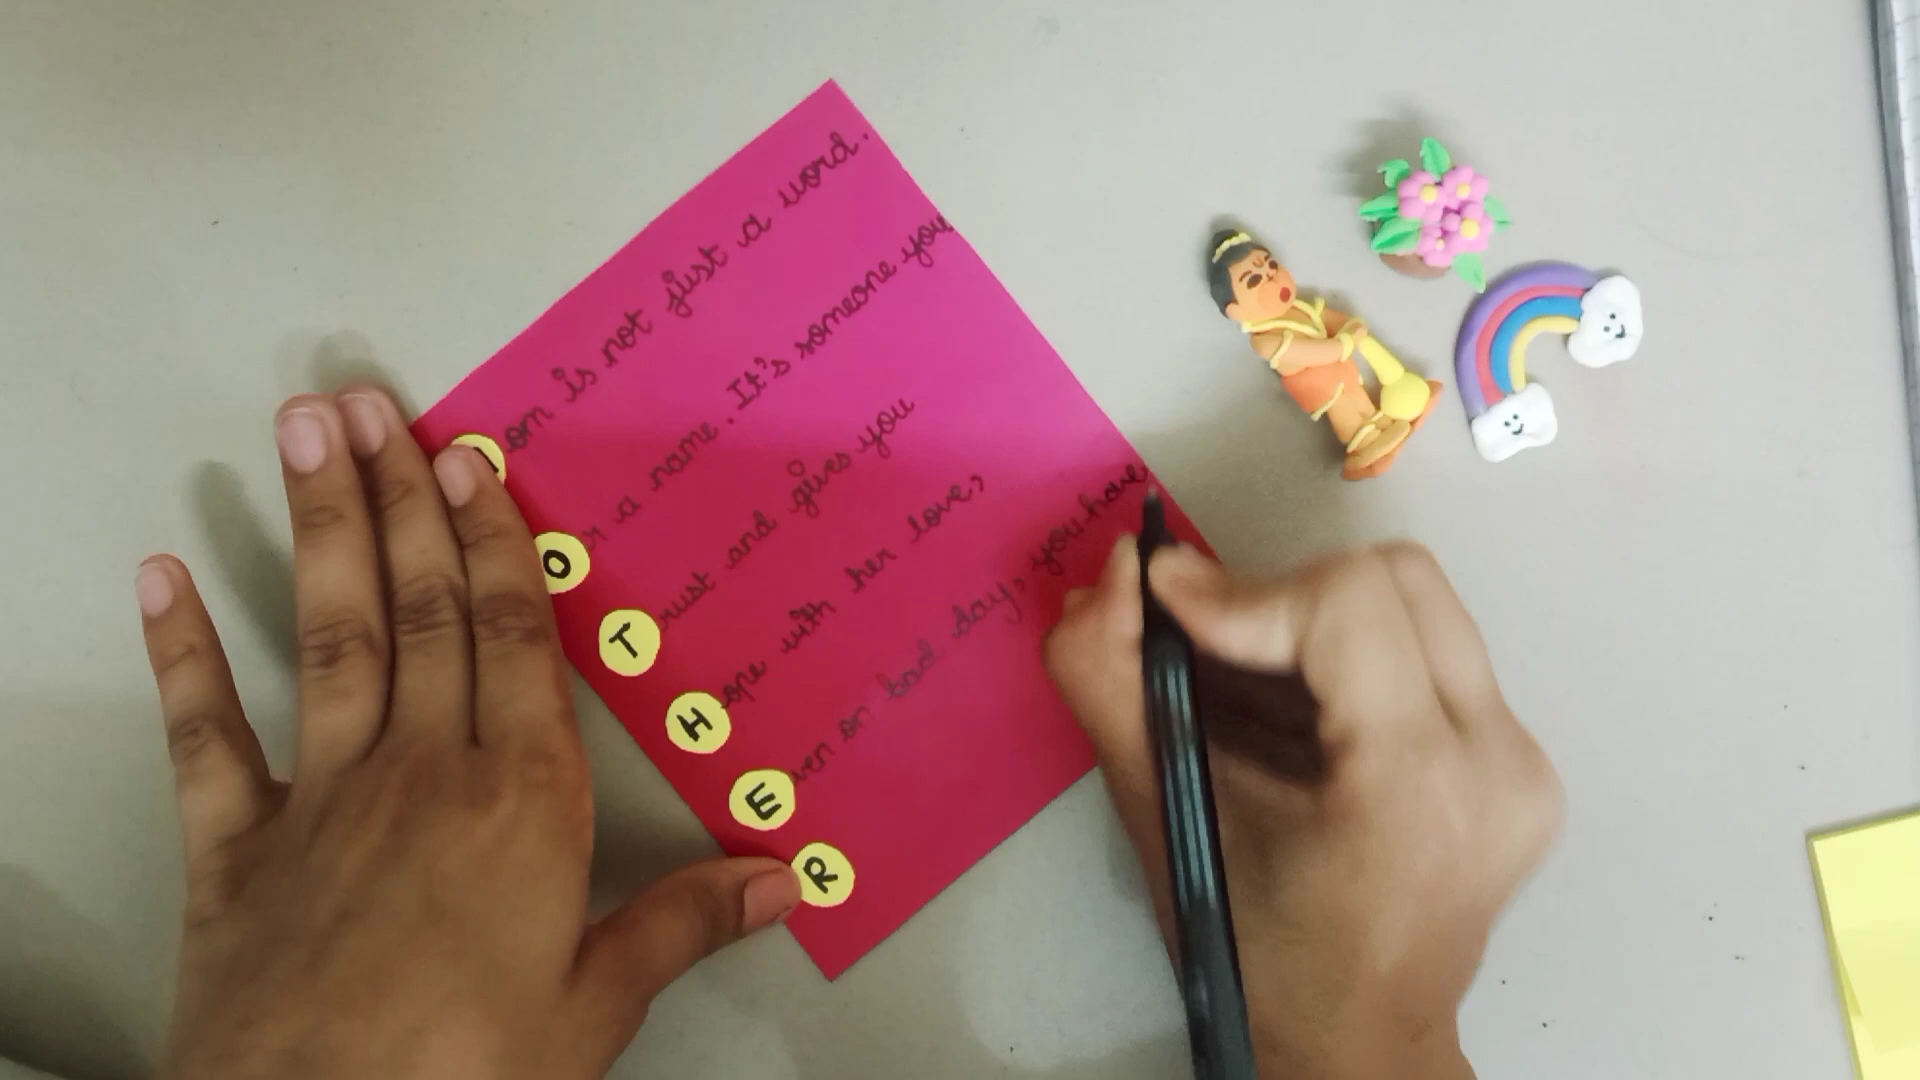 om is not just a word.
Or a name. It's someone you
Trust and gives you
Hope with her love,
Even on bad day, you have
R